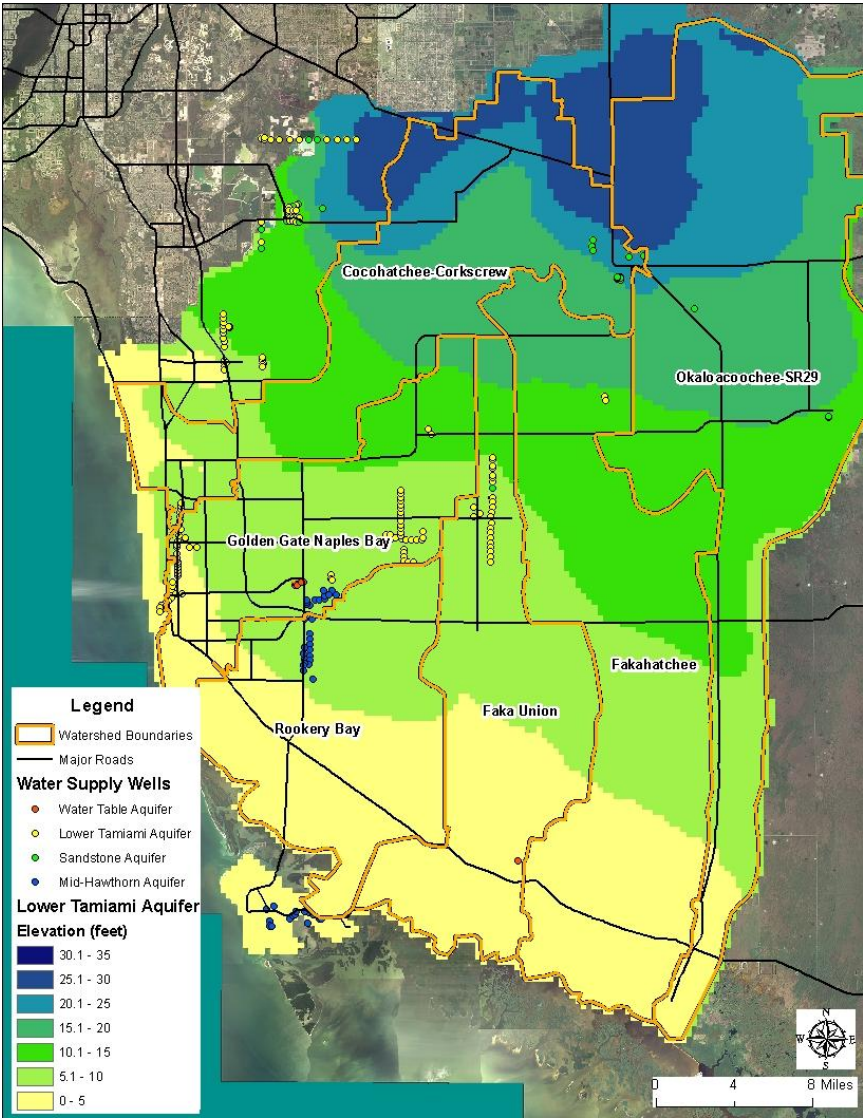 Cocohatchee-Corkscrew
Okaloacoochee-SR29
Golden Gate Naples Bay
Fakahatchee
Faka Union
Rookery Bay
Legend
Watershed Boundaries
Major Roads
Water Supply Wells
Water Table Aquifer
Lower Tamiami Aquifer
Sandstone Aquifer
Mid-Hawthorn Aquifer
Lower Tamiami Aquifer
Elevation (feet)
30.1 - 35
25.1 - 30
20.1 - 25
15.1 - 20
10.1 - 15
5.1 - 10
0 - 5
N
W E
S
0 4 8 Miles